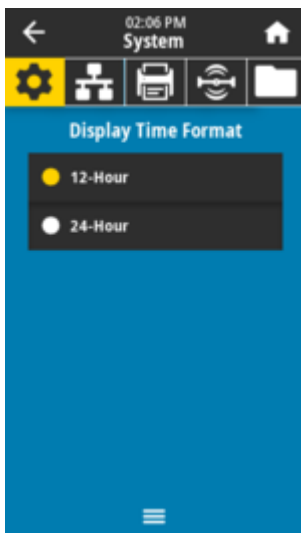 02:06 PM
System
Display Time Format
12-Hour
24-Hour